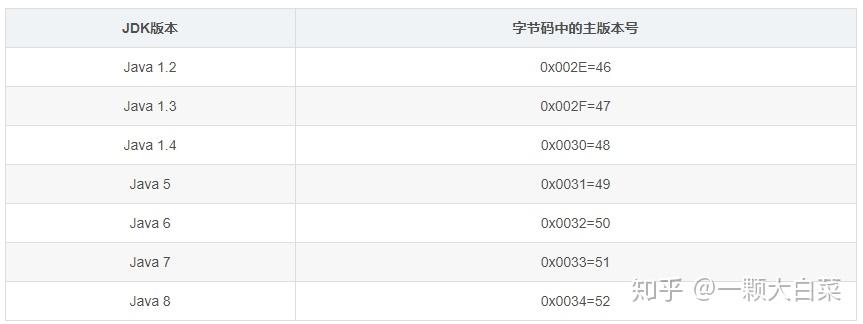 JDK版本 字节码中的主版本号
Java 1.2 0x002E=46
Java 1.3 0x002F=47
Java 1.4 0x0030=48
Java 5 0x0031=49
Java 6 0x0032=50
Java 7 0x0033=51
Java 8 0x0034=52
知乎 @一颗大白菜